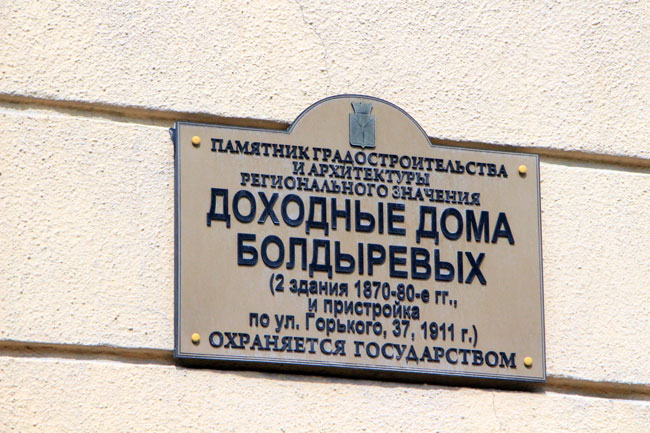 ПАМЯТНИК ГРАДОСТРОИТЕЛЬСТВА
И АРХИТЕКТУРЫ
РЕГИОНАЛЬНОГО ЗНАЧЕНИЯ
ДОХОДНЫЕ ДОМА
БОЛДЫРЕВЫХ
(2 здания 1870-80-е гг.,
и пристройка
по ул. Горького, 37, 1911 г.)
ОХРАНЯЕТСЯ ГОСУДАРСТВОМ